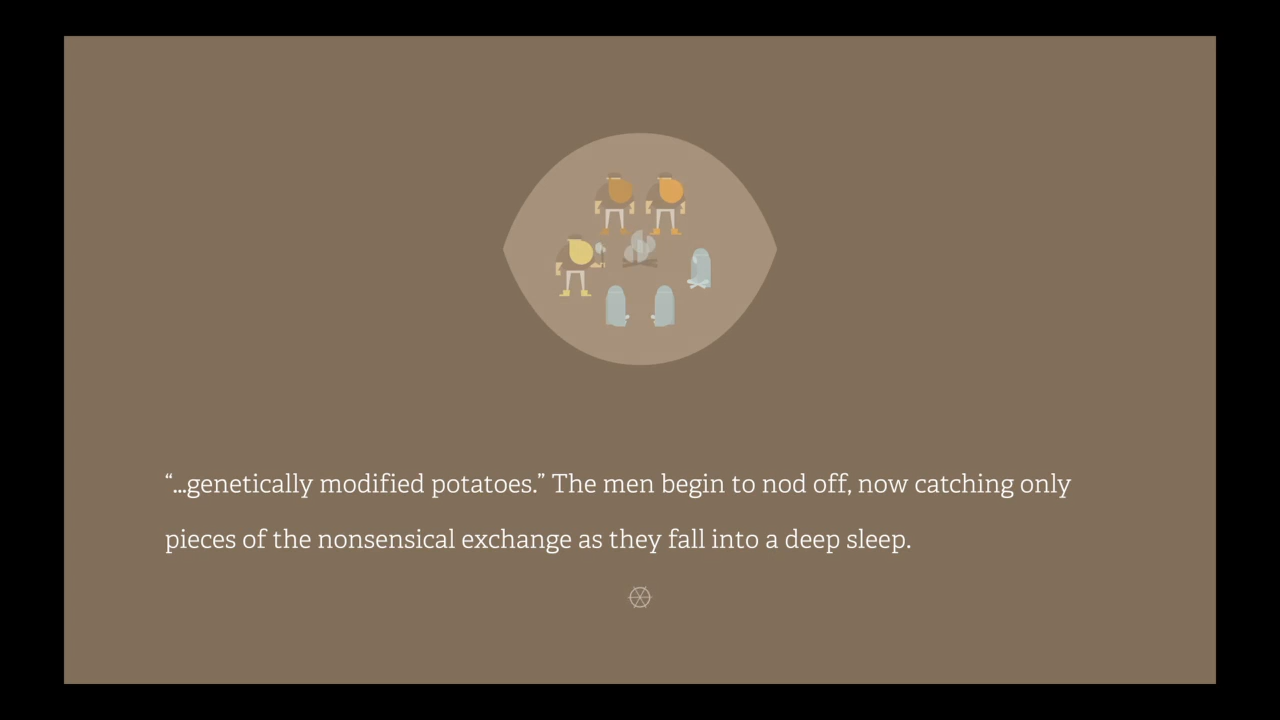 “...genetically modified potatoes.” The men begin to nod off, now catching only
pieces of the nonsensical exchange as they fall into a deep sleep.